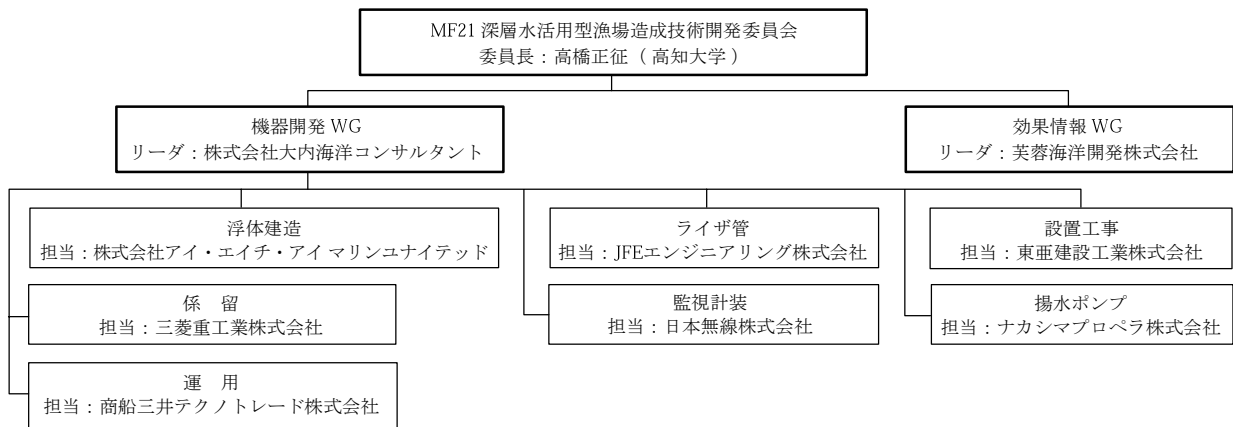 MF21 深層水活用型漁場造成技術開発委員会
委員長：高橋正征（高知大学）
機器開発 WG
リーダ：株式会社大内海洋コンサルタント
効果情報 WG
リーダ：芙蓉海洋開発株式会社
浮体建造
担当：株式会社アイ・エイチ・アイ マリンユナイテッド
ライザ管
担当：JFEエンジニアリング株式会社
設置工事
担当：東亜建設工業株式会社
係　留
担当：三菱重工業株式会社
監視計装
担当：日本無線株式会社
揚水ポンプ
担当：ナカシマプロペラ株式会社
運　用
担当：商船三井テクノトレード株式会社